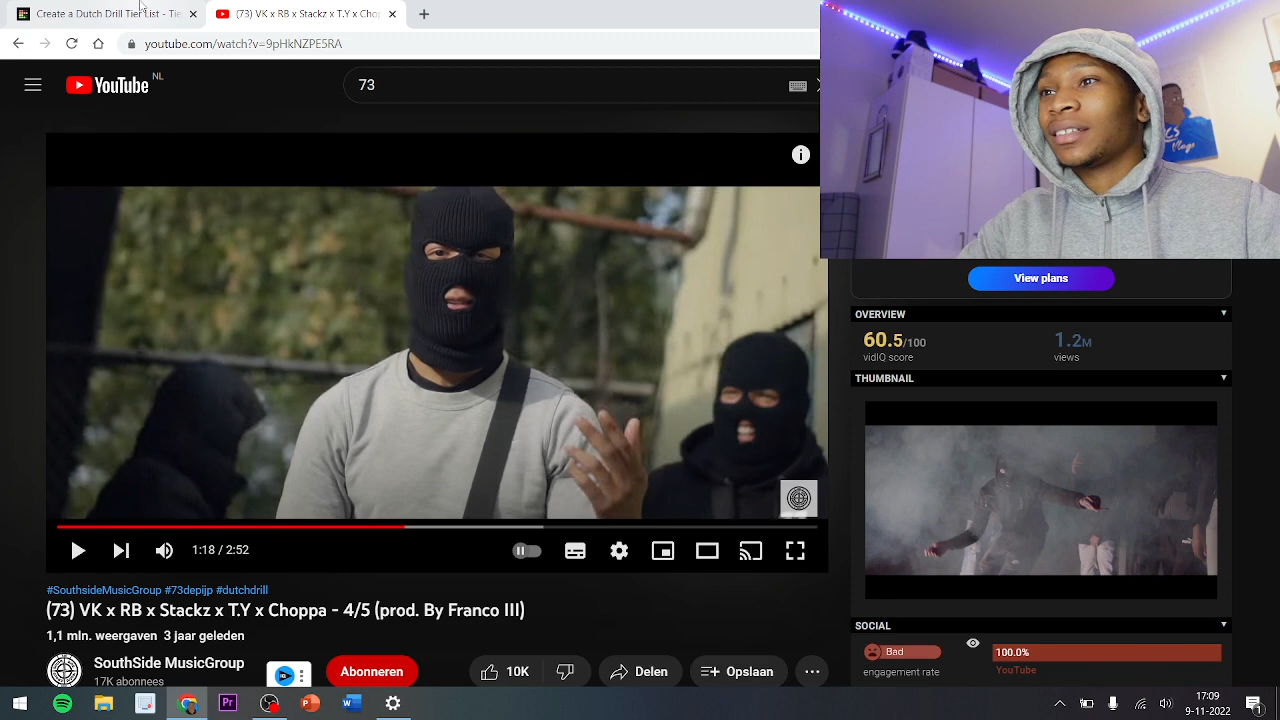 Create a Dutch Drill Tier List - Tie
(73) VK x RB x Stackz x T.Y x Chop
youtube.com/watch?v=9pHkNZPE5RA
YouTube NL
73
View plans
OVERVIEW
60.5/100
1.2M
vidIQ score
views
THUMBNAIL
1:18 / 2:52
#SouthsideMusicGroup #73depijp #dutchdrill
(73) VK x RB x Stackz x T.Y x Choppa - 4/5 (prod. By Franco III)
1,1 mln. weergaven 3 jaar geleden
SOCIAL
Bad
100.0%
engagement rate
YouTube
SouthSide MusicGroup
17K abonnees
Abonneren
10K
Delen
Opslaan
17:09
9-11-2022